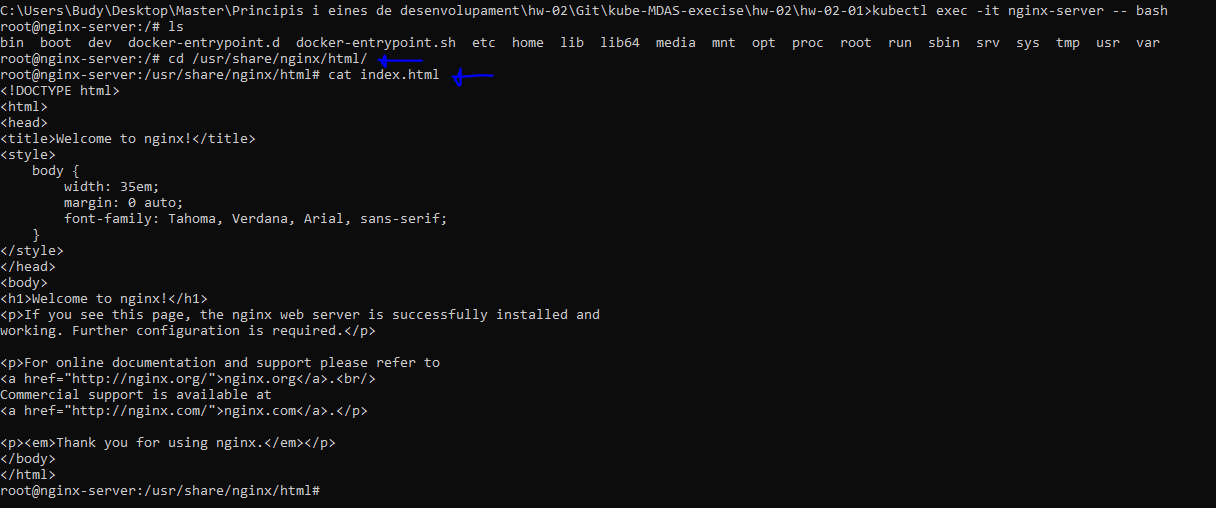 C:\Users\Budy\Desktop\Master\Principis i eines de desenvolupament\hw-02\Git\kube-MDAS-execise\hw-02\hw-02-01>kubectl exec -it nginx-server -- bash
root@nginx-server:/# ls
bin  boot  dev  docker-entrypoint.d  docker-entrypoint.sh  etc  home  lib  lib64  media  mnt  opt  proc  root  run  sbin  srv  sys  tmp  usr  var
root@nginx-server:/# cd /usr/share/nginx/html/
root@nginx-server:/usr/share/nginx/html# cat index.html
<!DOCTYPE html>
<html>
<head>
<title>Welcome to nginx!</title>
<style>
    body {
        width: 35em;
        margin: 0 auto;
        font-family: Tahoma, Verdana, Arial, sans-serif;
    }
</style>
</head>
<body>
<h1>Welcome to nginx!</h1>
<p>If you see this page, the nginx web server is successfully installed and
working. Further configuration is required.</p>

<p>For online documentation and support please refer to
<a href="http://nginx.org/">nginx.org</a>.<br/>
Commercial support is available at
<a href="http://nginx.com/">nginx.com</a>.</p>

<p><em>Thank you for using nginx.</em></p>
</body>
</html>
root@nginx-server:/usr/share/nginx/html#